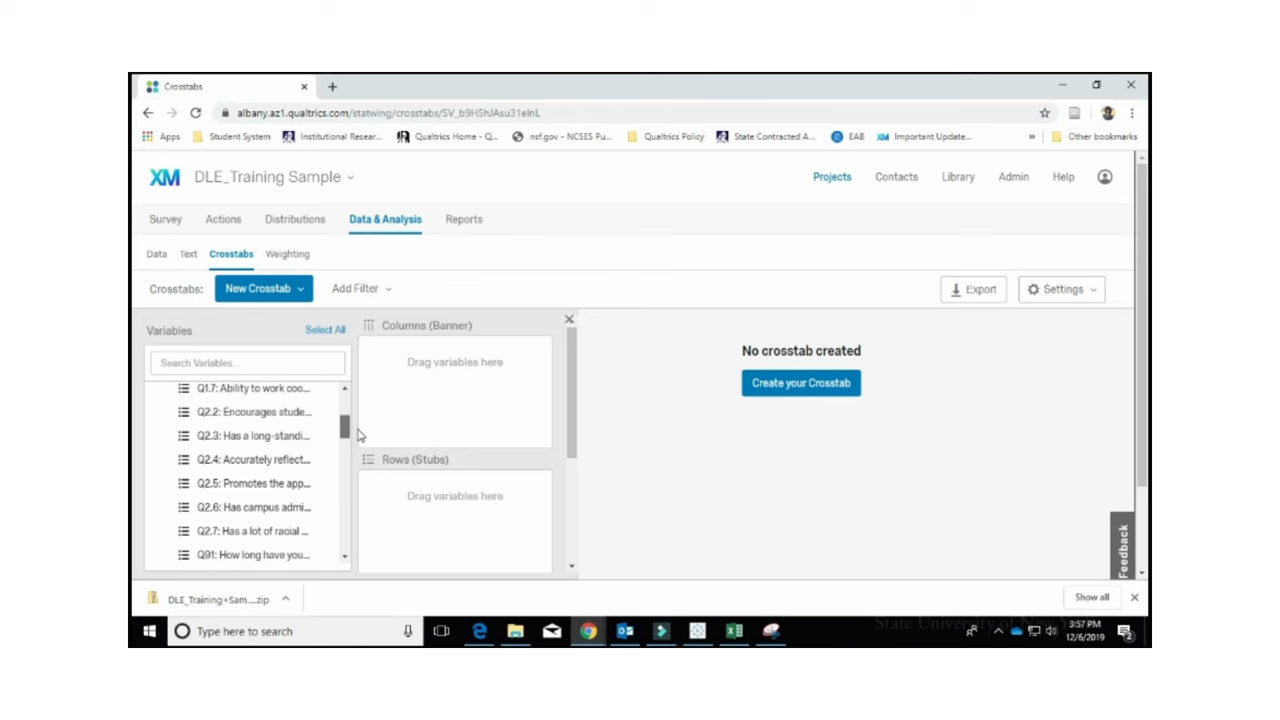 Crosstabs
albany.az1.qualtrics.com/statwing/crosstabs/SV_b9H5hJAsu31eInL
Apps Student System Institutional Resear... Qualtrics Home - Q... nsf.gov - NCSES Pu... Qualtrics Policy State Contracted A... EAB XM Important Update... » Other bookmarks
XM DLE_Training Sample Projects Contacts Library Admin Help
Survey Actions Distributions Data & Analysis Reports
Data Text Crosstabs Weighting
Crosstabs: New Crosstab Add Filter Export Settings
Variables Select All
Search Variables...
Q1.7: Ability to work coo...
Q2.2: Encourages stude...
Q2.3: Has a long-standi...
Q2.4: Accurately reflect...
Q2.5: Promotes the app...
Q2.6: Has campus admi...
Q2.7: Has a lot of racial ...
Q91: How long have you...
Columns (Banner)
Drag variables here
Rows (Stubs)
Drag variables here
No crosstab created
Create your Crosstab
Feedback
DLE_Training+Sam....zip Show all
Type here to search
State University of New
3:57 PM
12/6/2019
2